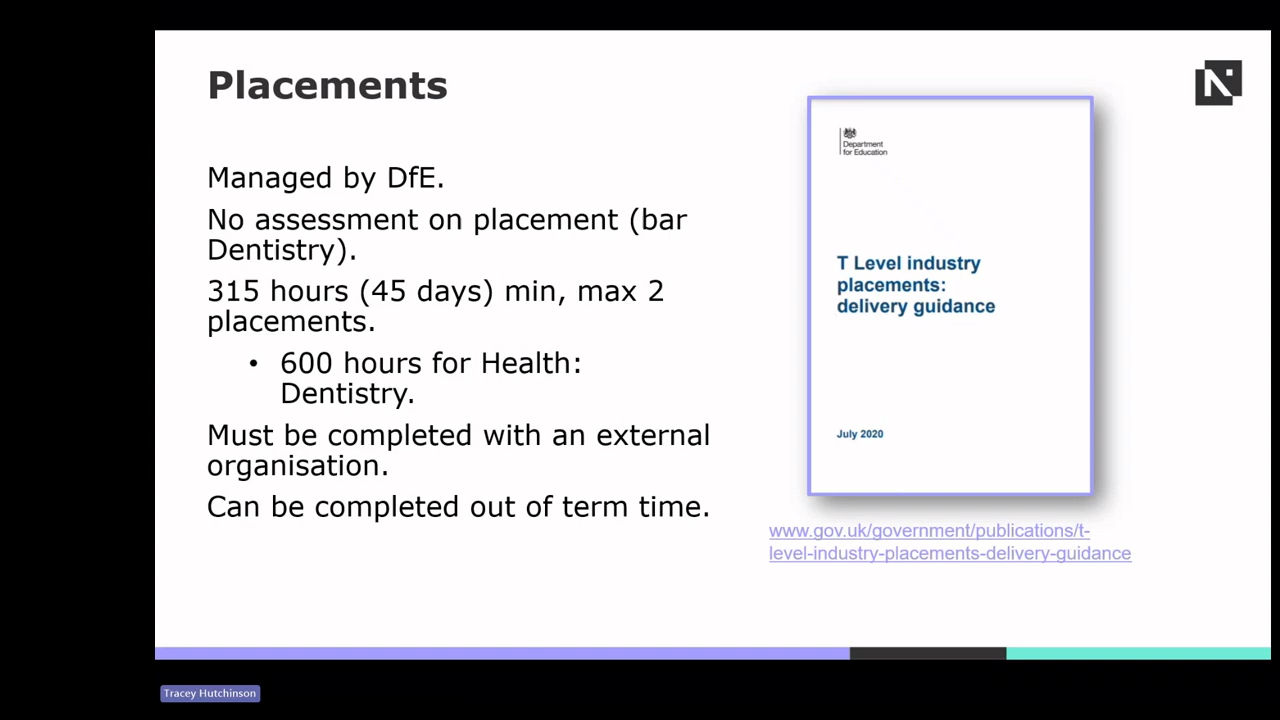 Placements
Managed by DfE.
No assessment on placement (bar
Dentistry).
315 hours (45 days) min, max 2
placements.
• 600 hours for Health:
Dentistry.
Must be completed with an external
organisation.
Can be completed out of term time.
Department
for Education
T Level industry
placements:
delivery guidance
July 2020
www.gov.uk/government/publications/t-
level-industry-placements-delivery-guidance
Tracey Hutchinson